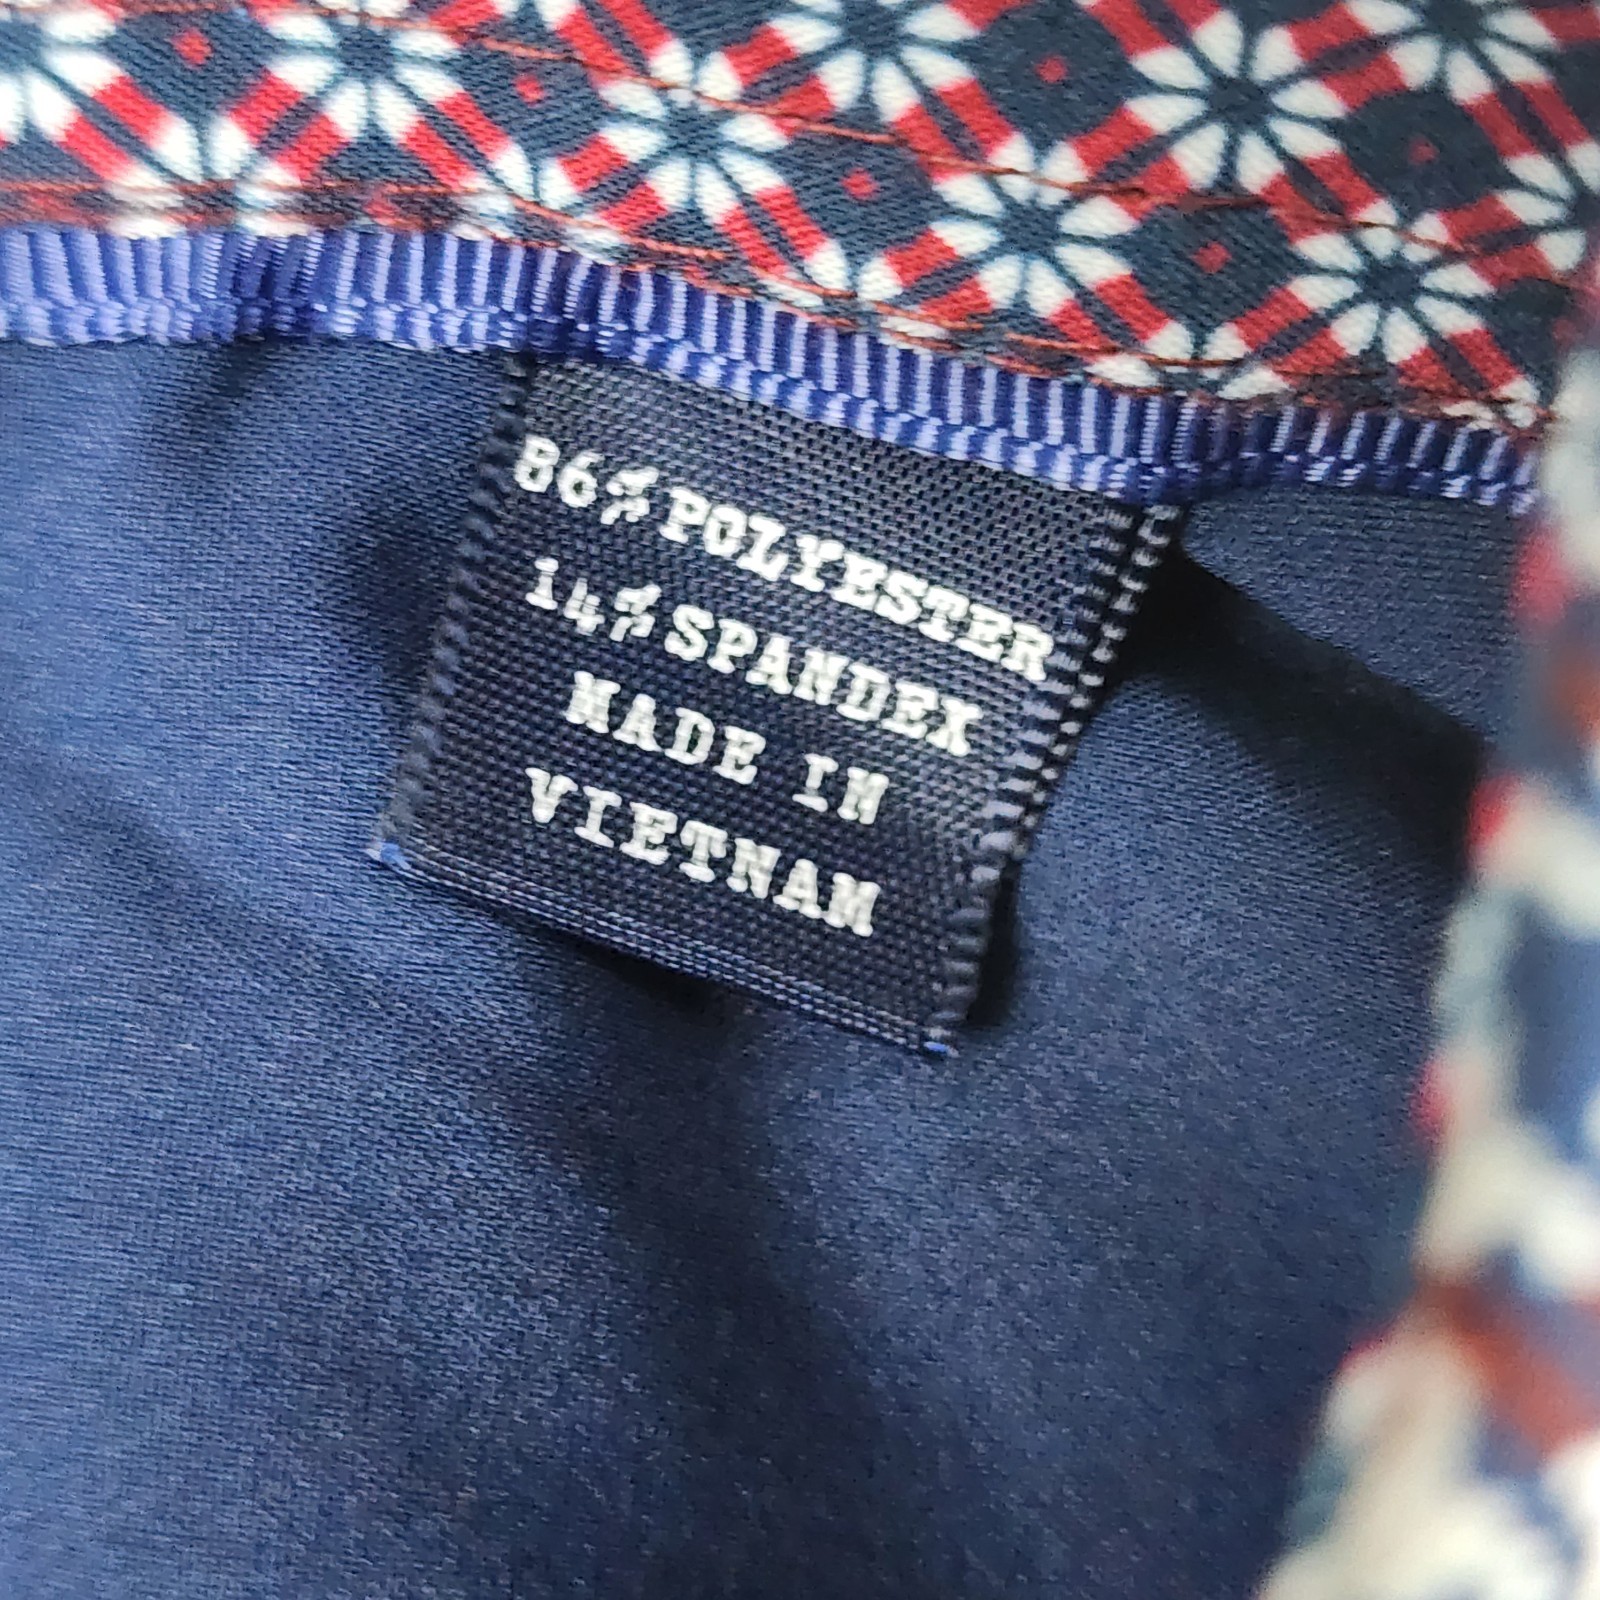 86% POLYESTER
14% SPANDEX
MADE IN
VIETNAM